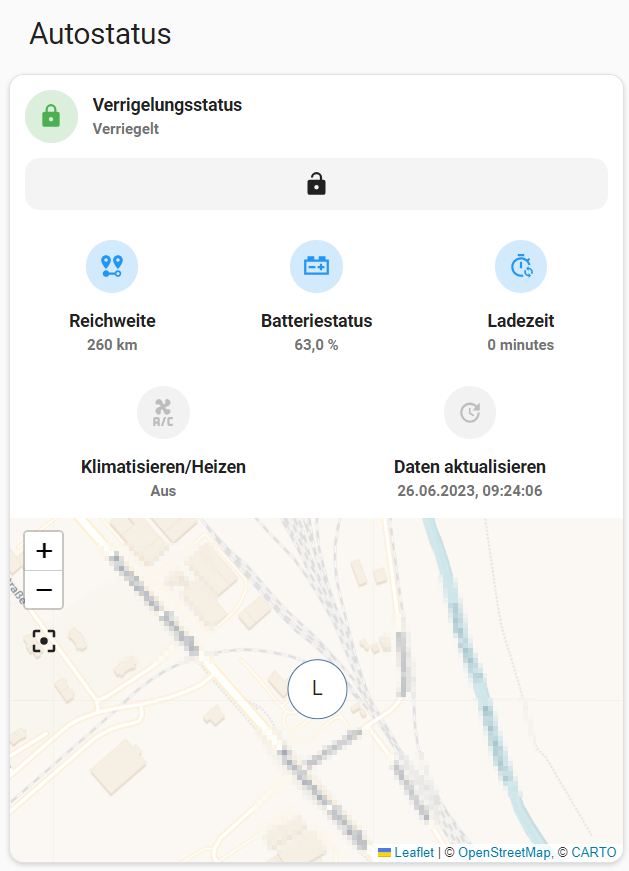 Autostatus
Verrigelungsstatus
Verriegelt
Reichweite
260 km
Batteriestatus
63,0 %
Ladezeit
0 minutes
A/C
Klimatisieren/Heizen
Aus
Daten aktualisieren
26.06.2023, 09:24:06
+
−
L
Leaflet | © OpenStreetMap, © CARTO